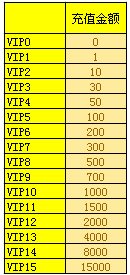 充值金额
VIP0 0
VIP1 1
VIP2 10
VIP3 30
VIP4 50
VIP5 100
VIP6 200
VIP7 300
VIP8 500
VIP9 700
VIP10 1000
VIP11 1500
VIP12 2000
VIP13 4000
VIP14 8000
VIP15 15000